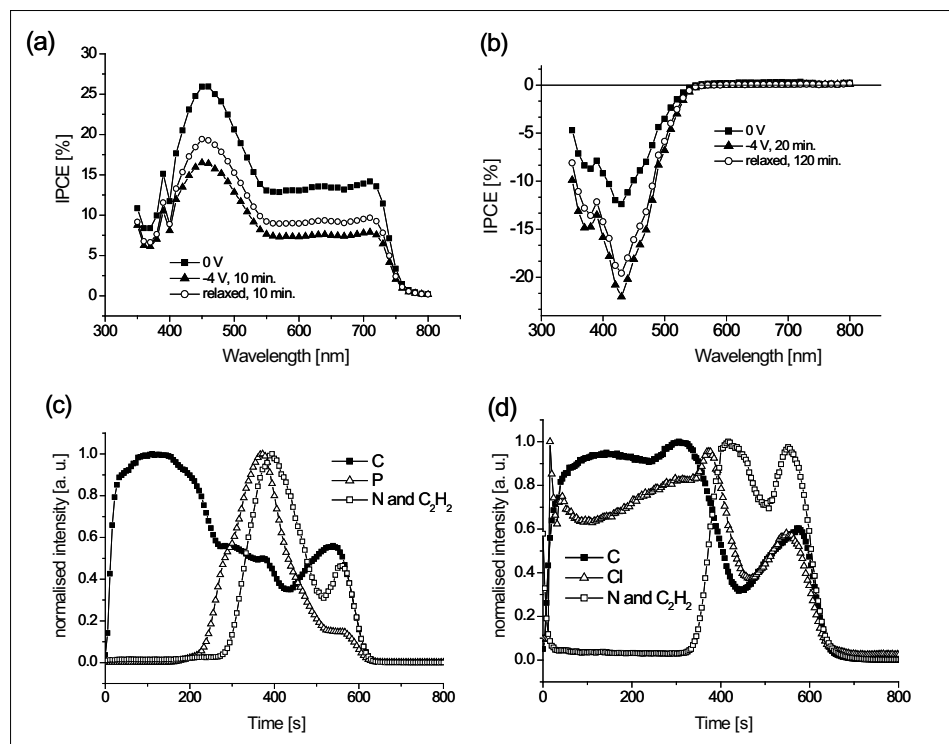 (a)
30
25
20
15
10
5
0
IPCE [%]
0 V
-4 V, 10 min.
relaxed, 10 min.
300 400 500 600 700 800
Wavelength [nm]
(b)
0
-5
-10
-15
-20
IPCE [%]
0 V
-4 V, 20 min.
relaxed, 120 min.
300 400 500 600 700 800
Wavelength [nm]
(c)
1.0
0.8
0.6
0.4
0.2
0.0
normalised intensity [a. u.]
C
P
N and C₂H₂
0 200 400 600 800
Time [s]
(d)
1.0
0.8
0.6
0.4
0.2
0.0
normalised intensity [a. u.]
C
Cl
N and C₂H₂
0 200 400 600 800
Time [s]